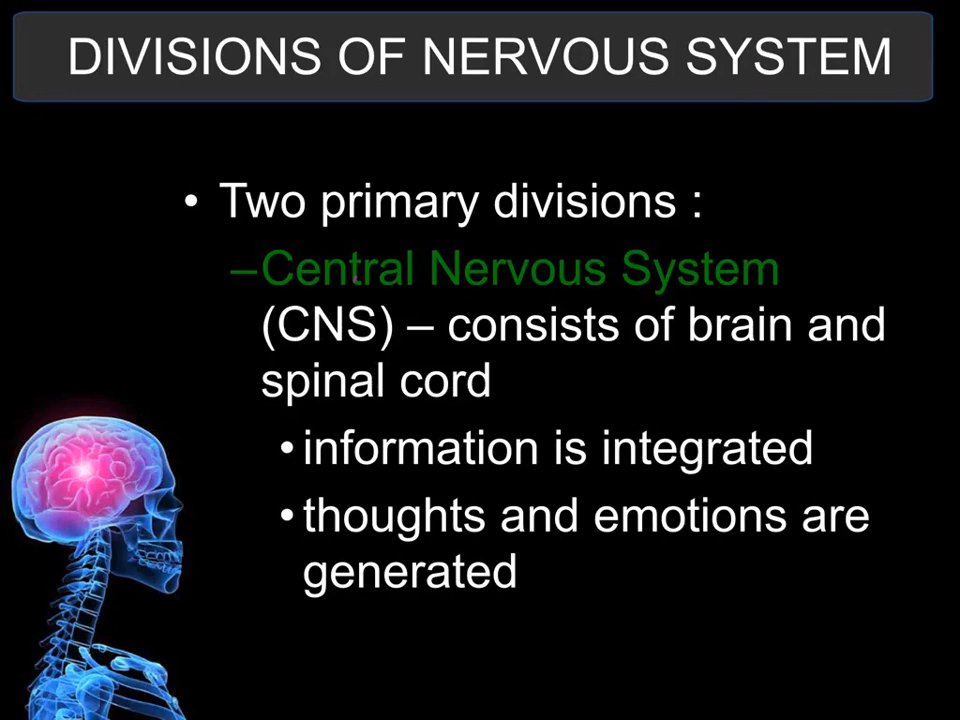 DIVISIONS OF NERVOUS SYSTEM
• Two primary divisions :
–Central Nervous System
(CNS) – consists of brain and
spinal cord
• information is integrated
• thoughts and emotions are
generated